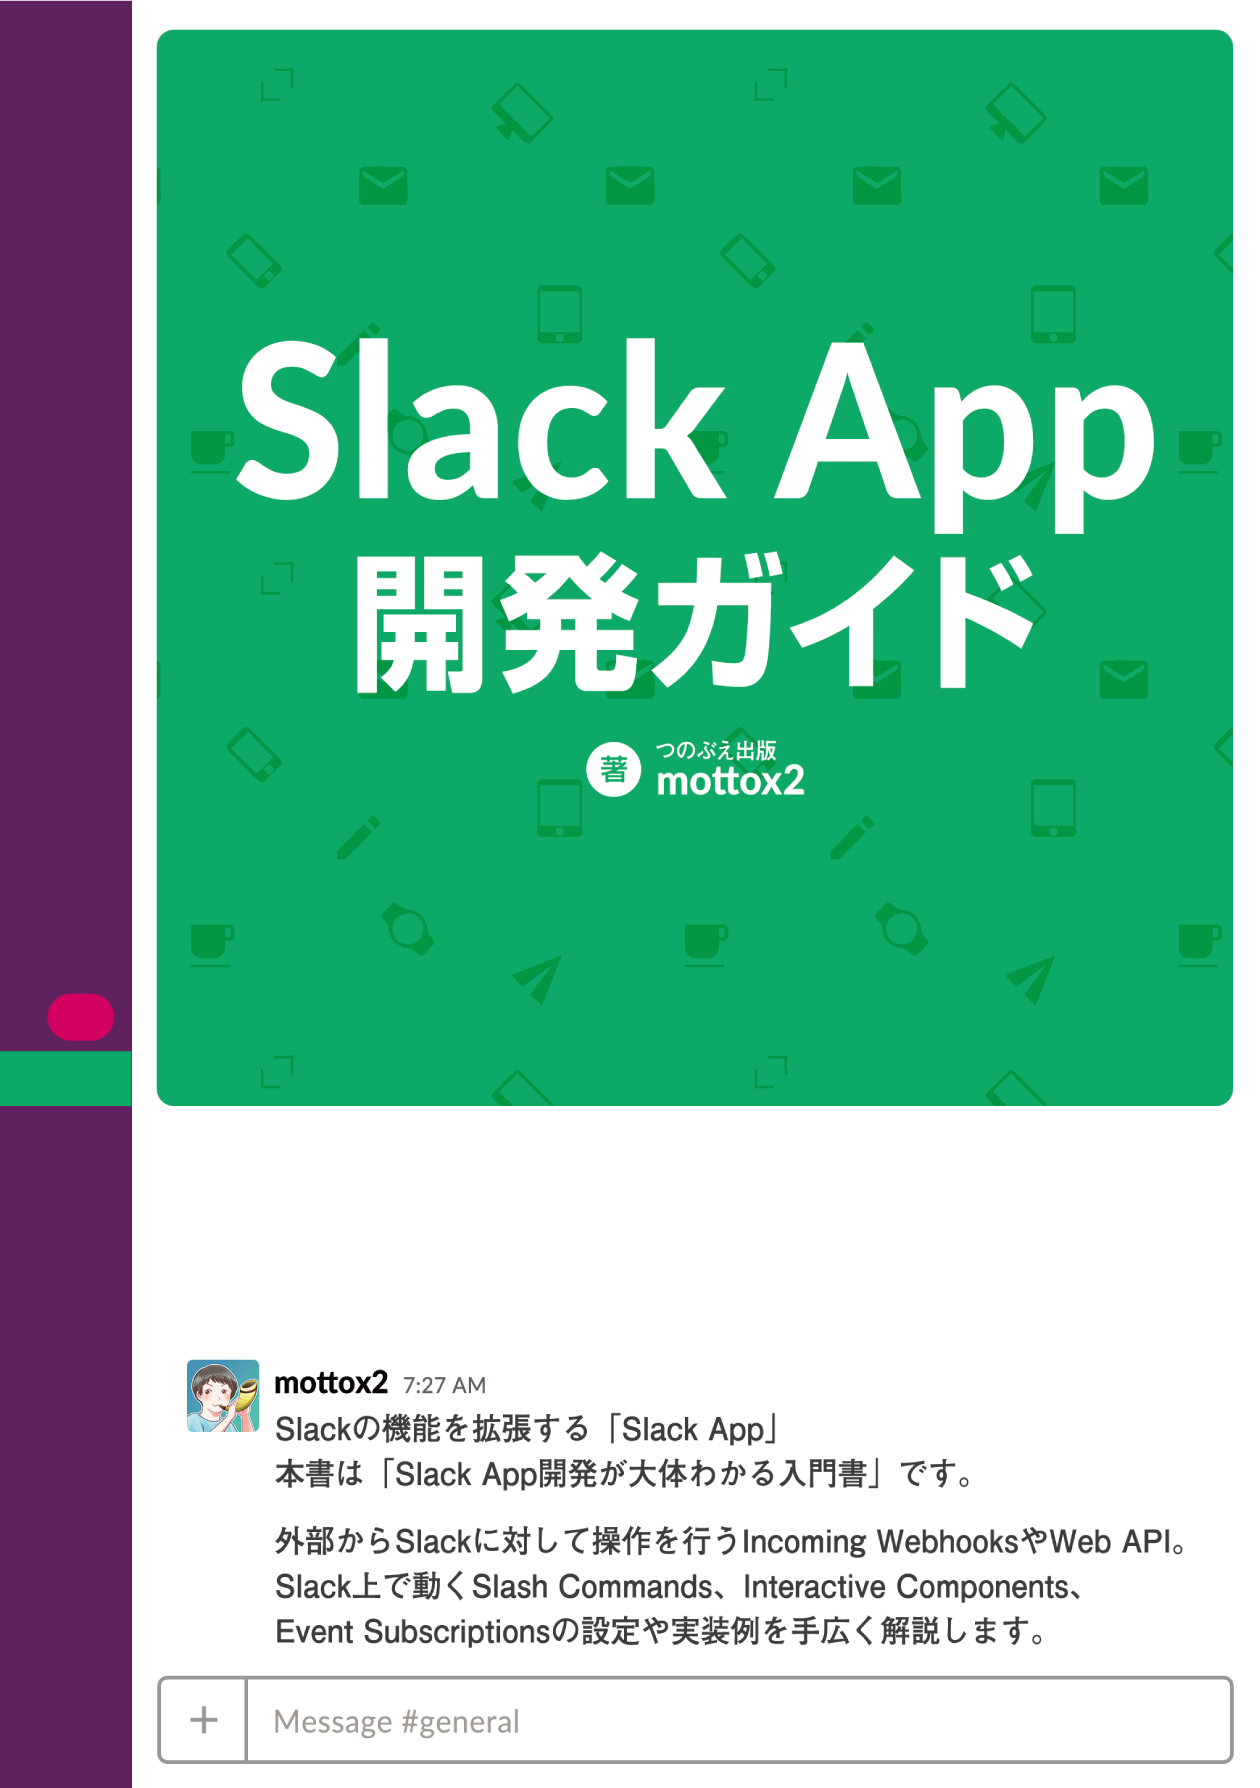 Slack App
開発ガイド
著
つのぶえ出版
mottox2
mottox2 7:27 AM
Slackの機能を拡張する「Slack App」
本書は「Slack App開発が大体わかる入門書」です。
外部からSlackに対して操作を行うIncoming WebhooksやWeb API。
Slack上で動くSlash Commands、Interactive Components、
Event Subscriptionsの設定や実装例を手広く解説します。
+ Message #general